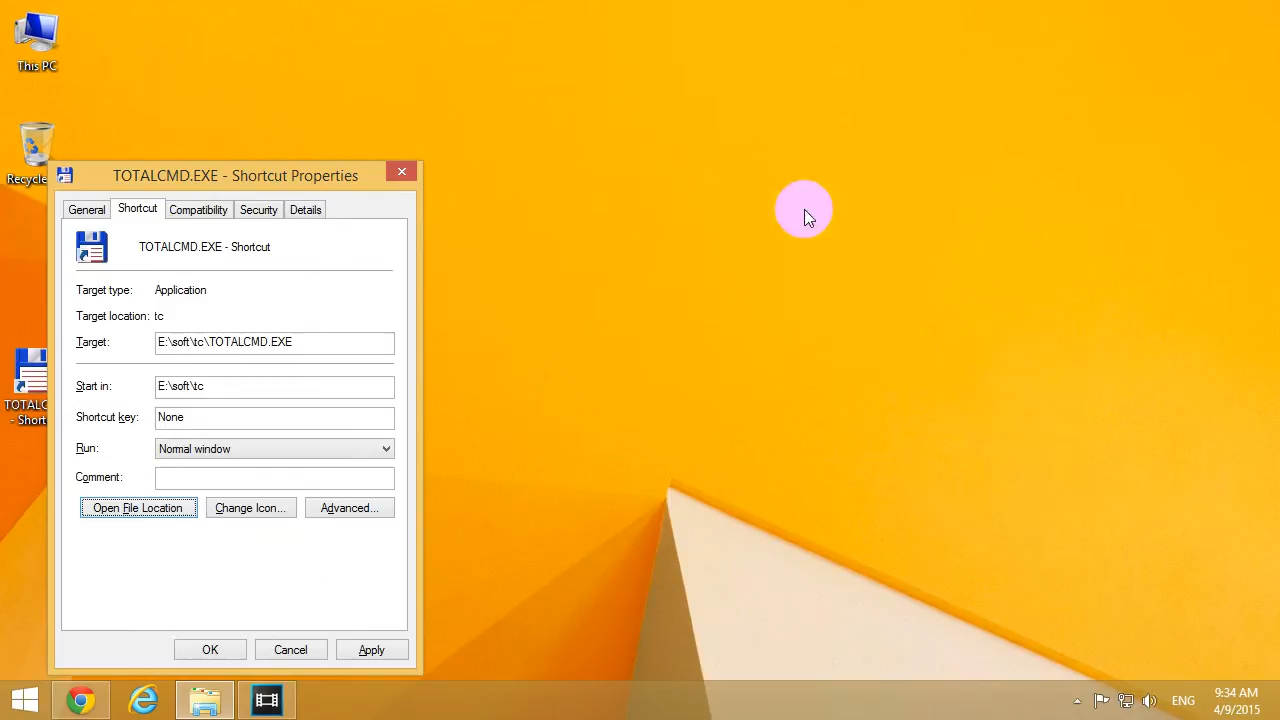 This PC
Recycle
TOTALCMD.EXE - Shortcut Properties
General Shortcut Compatibility Security Details
TOTALCMD.EXE - Shortcut
Target type: Application
Target location: tc
Target: E:\soft\tc\TOTALCMD.EXE
Start in: E:\soft\tc
TOTALC
- Short
Shortcut key: None
Run: Normal window
Comment:
Open File Location Change Icon... Advanced...
OK Cancel Apply
ENG
9:34 AM
4/9/2015